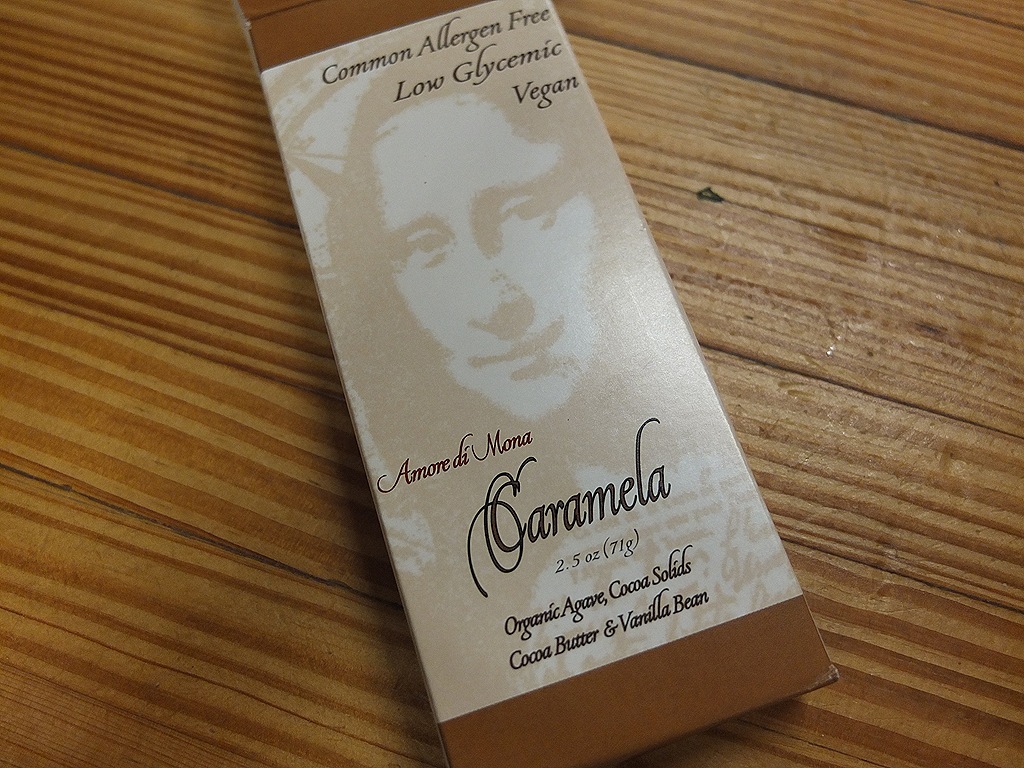 Common Allergen Free
Low Glycemic
Vegan
Amore di Mona
Caramela
2.5 oz (71g)
Organic Agave, Cocoa Solids
Cocoa Butter & Vanilla Bean